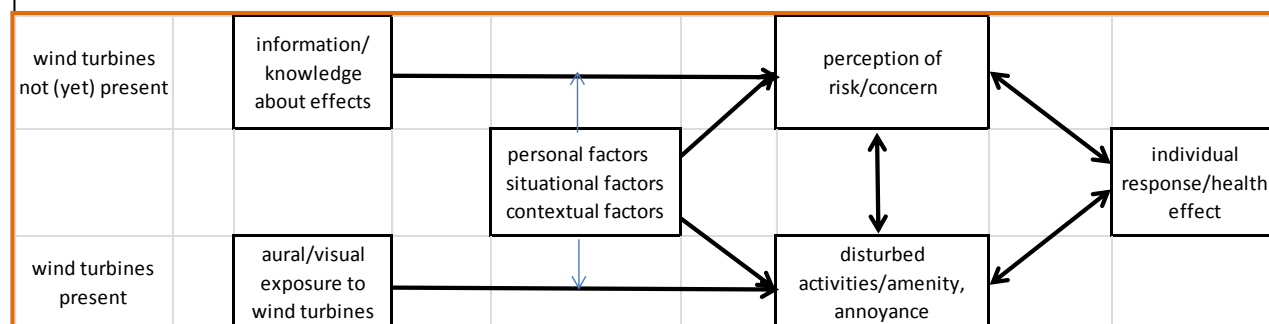 wind turbines
not (yet) present
information/
knowledge
about effects
perception of
risk/concern
personal factors
situational factors
contextual factors
individual
response/health
effect
wind turbines
present
aural/visual
exposure to
wind turbines
disturbed
activities/amenity,
annoyance